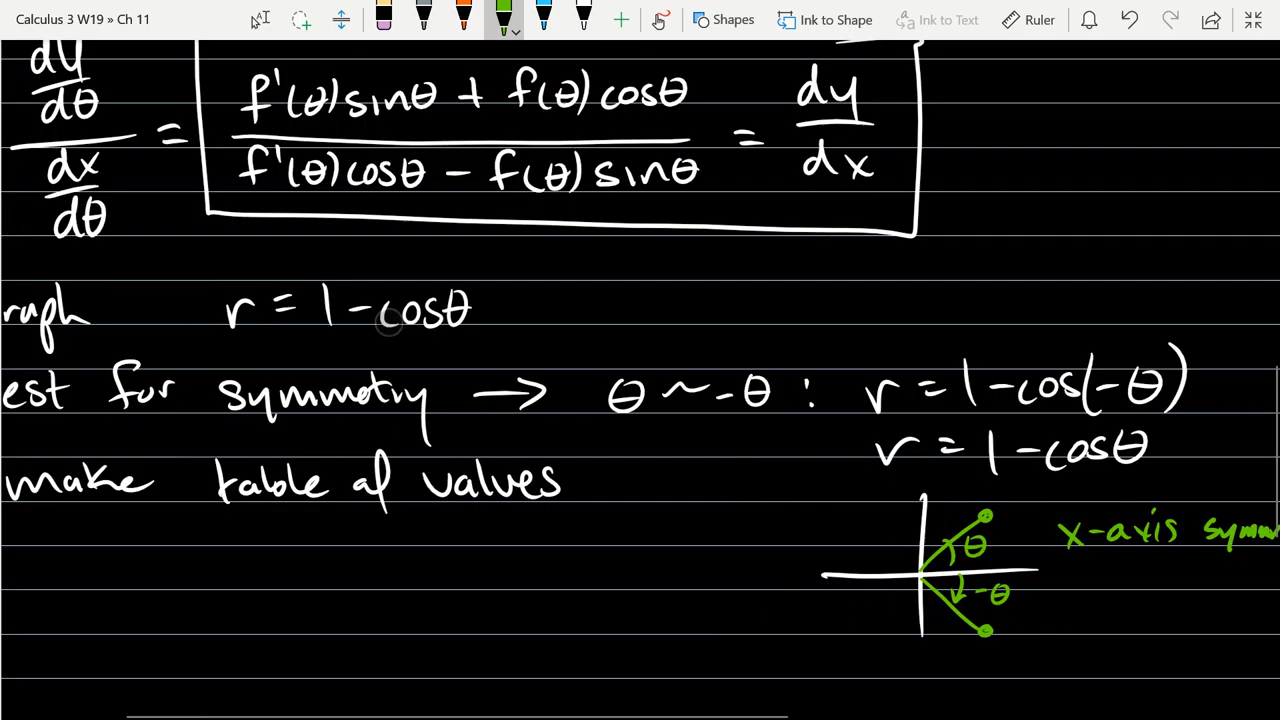 Calculus 3 W19 » Ch 11
Shapes
Ink to Shape
Ink to Text
Ruler
dy/dθ / dx/dθ = f'(θ)sinθ + f(θ)cosθ / f'(θ)cosθ - f(θ)sinθ = dy/dx
raph r = 1 - cosθ
est for symmetry → θ ~ -θ : r = 1 - cos(-θ)
r = 1 - cosθ
make table of values
θ
x-axis symm
-θ